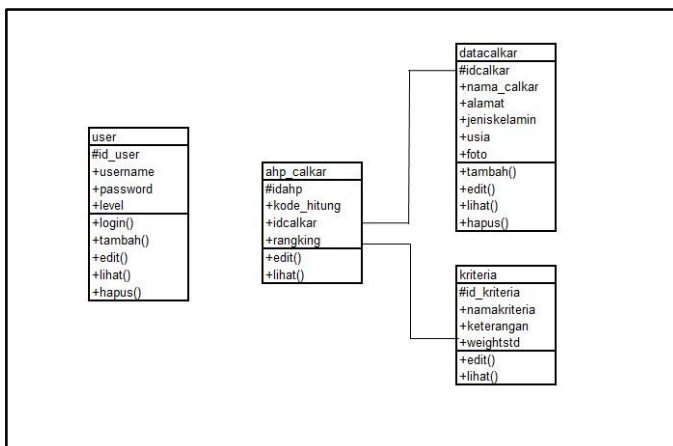 user
#id_user
+username
+password
+level
+login()
+tambah()
+edit()
+lihat()
+hapus()
ahp_calkar
#idahp
+kode_hitung
+idcalkar
+rangking
+edit()
+lihat()
datacalkar
#idcalkar
+nama_calkar
+alamat
+jeniskelamin
+usia
+foto
+tambah()
+edit()
+lihat()
+hapus()
kriteria
#id_kriteria
+namakriteria
+keterangan
+weightstd
+edit()
+lihat()